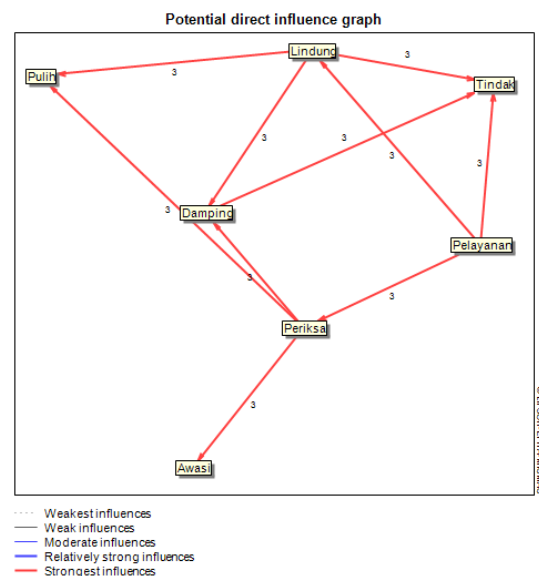 Potential direct influence graph
Lindung
Pulih
Tindak
3
3
3
3
3
3
3
Damping
Pelayanan
3
3
Periksa
3
Awasi
Weakest influences
Weak influences
Moderate influences
Relatively strong influences
Strongest influences